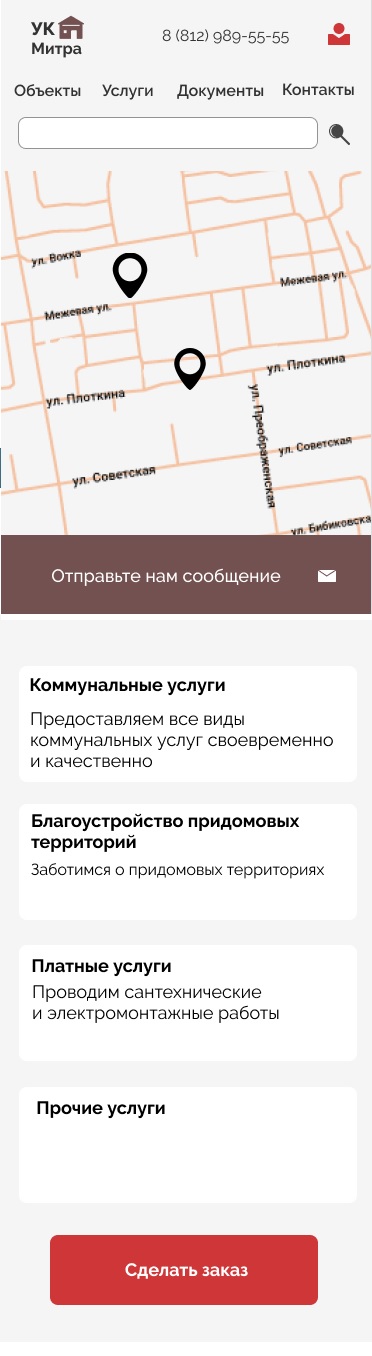 УК
Митра
8 (812) 989-55-55
Объекты Услуги Документы Контакты
ул. Вокка
Межевая ул.
Межевая ул.
ул. Плоткина
ул. Плоткина
ул. Преображенская
ул. Советская
ул. Советская
ул. Бибиковска
Отправьте нам сообщение
Коммунальные услуги
Предоставляем все виды
коммунальных услуг своевременно
и качественно
Благоустройство придомовых
территорий
Заботимся о придомовых территориях
Платные услуги
Проводим сантехнические
и электромонтажные работы
Прочие услуги
Сделать заказ